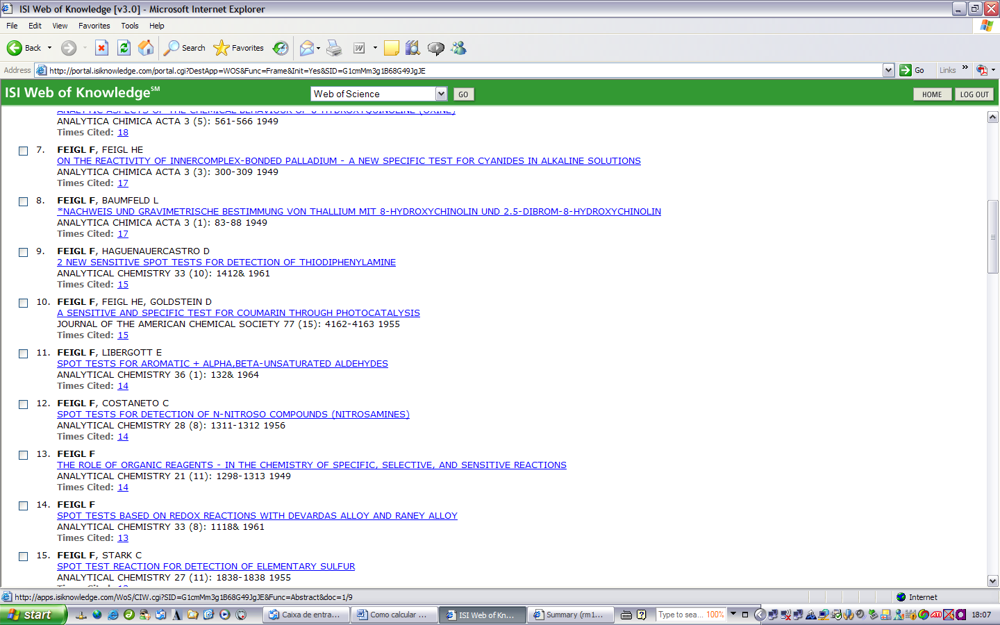 ISI Web of Knowledge [v3.0] - Microsoft Internet Explorer
File Edit View Favorites Tools Help
Back Search Favorites
Address http://portal.isiknowledge.com/portal.cgi?DestApp=WOS&Func=Frame&Init=Yes&SID=G1cmMm3g1B68G49JgJE Go Links »
ISI Web of Knowledge SM Web of Science GO HOME LOG OUT
ANALYTIC ASPECTS OF THE CHEMICAL BEHAVIOUR OF 8-HYDROXYQUINOLINE (OXINE)
ANALYTICA CHIMICA ACTA 3 (5): 561-566 1949
Times Cited: 18
7. FEIGL F, FEIGL HE
ON THE REACTIVITY OF INNERCOMPLEX-BONDED PALLADIUM - A NEW SPECIFIC TEST FOR CYANIDES IN ALKALINE SOLUTIONS
ANALYTICA CHIMICA ACTA 3 (3): 300-309 1949
Times Cited: 17
8. FEIGL F, BAUMFELD L
*NACHWEIS UND GRAVIMETRISCHE BESTIMMUNG VON THALLIUM MIT 8-HYDROXYCHINOLIN UND 2.5-DIBROM-8-HYDROXYCHINOLIN
ANALYTICA CHIMICA ACTA 3 (1): 83-88 1949
Times Cited: 17
9. FEIGL F, HAGUENAUERCASTRO D
2 NEW SENSITIVE SPOT TESTS FOR DETECTION OF THIODIPHENYLAMINE
ANALYTICAL CHEMISTRY 33 (10): 1412& 1961
Times Cited: 15
10. FEIGL F, FEIGL HE, GOLDSTEIN D
A SENSITIVE AND SPECIFIC TEST FOR COUMARIN THROUGH PHOTOCATALYSIS
JOURNAL OF THE AMERICAN CHEMICAL SOCIETY 77 (15): 4162-4163 1955
Times Cited: 15
11. FEIGL F, LIBERGOTT E
SPOT TESTS FOR AROMATIC + ALPHA,BETA-UNSATURATED ALDEHYDES
ANALYTICAL CHEMISTRY 36 (1): 132& 1964
Times Cited: 14
12. FEIGL F, COSTANETO C
SPOT TESTS FOR DETECTION OF N-NITROSO COMPOUNDS (NITROSAMINES)
ANALYTICAL CHEMISTRY 28 (8): 1311-1312 1956
Times Cited: 14
13. FEIGL F
THE ROLE OF ORGANIC REAGENTS - IN THE CHEMISTRY OF SPECIFIC, SELECTIVE, AND SENSITIVE REACTIONS
ANALYTICAL CHEMISTRY 21 (11): 1298-1313 1949
Times Cited: 14
14. FEIGL F
SPOT TESTS BASED ON REDOX REACTIONS WITH DEVARDAS ALLOY AND RANEY ALLOY
ANALYTICAL CHEMISTRY 33 (8): 1118& 1961
Times Cited: 13
15. FEIGL F, STARK C
SPOT TEST REACTION FOR DETECTION OF ELEMENTARY SULFUR
ANALYTICAL CHEMISTRY 27 (11): 1838-1838 1955
http://apps.isiknowledge.com/WoS/CIW.cgi?SID=G1cmMm3g1B68G49JgJE&Func=Abstract&doc=1/9 Internet
start Caixa de entra... Como calcular ... ISI Web of Kn... Summary (rm1... Type to sea... 100% 18:07